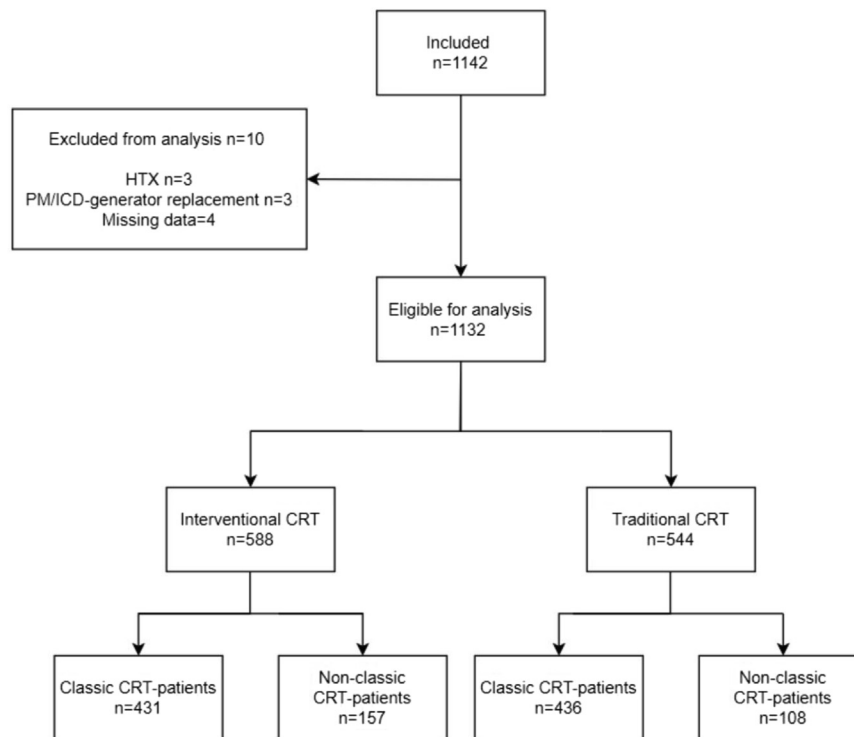 Included
n=1142
Excluded from analysis n=10
HTX n=3
PM/ICD-generator replacement n=3
Missing data=4
Eligible for analysis
n=1132
Interventional CRT
n=588
Traditional CRT
n=544
Classic CRT-patients
n=431
Non-classic
CRT-patients
n=157
Classic CRT-patients
n=436
Non-classic
CRT-patients
n=108